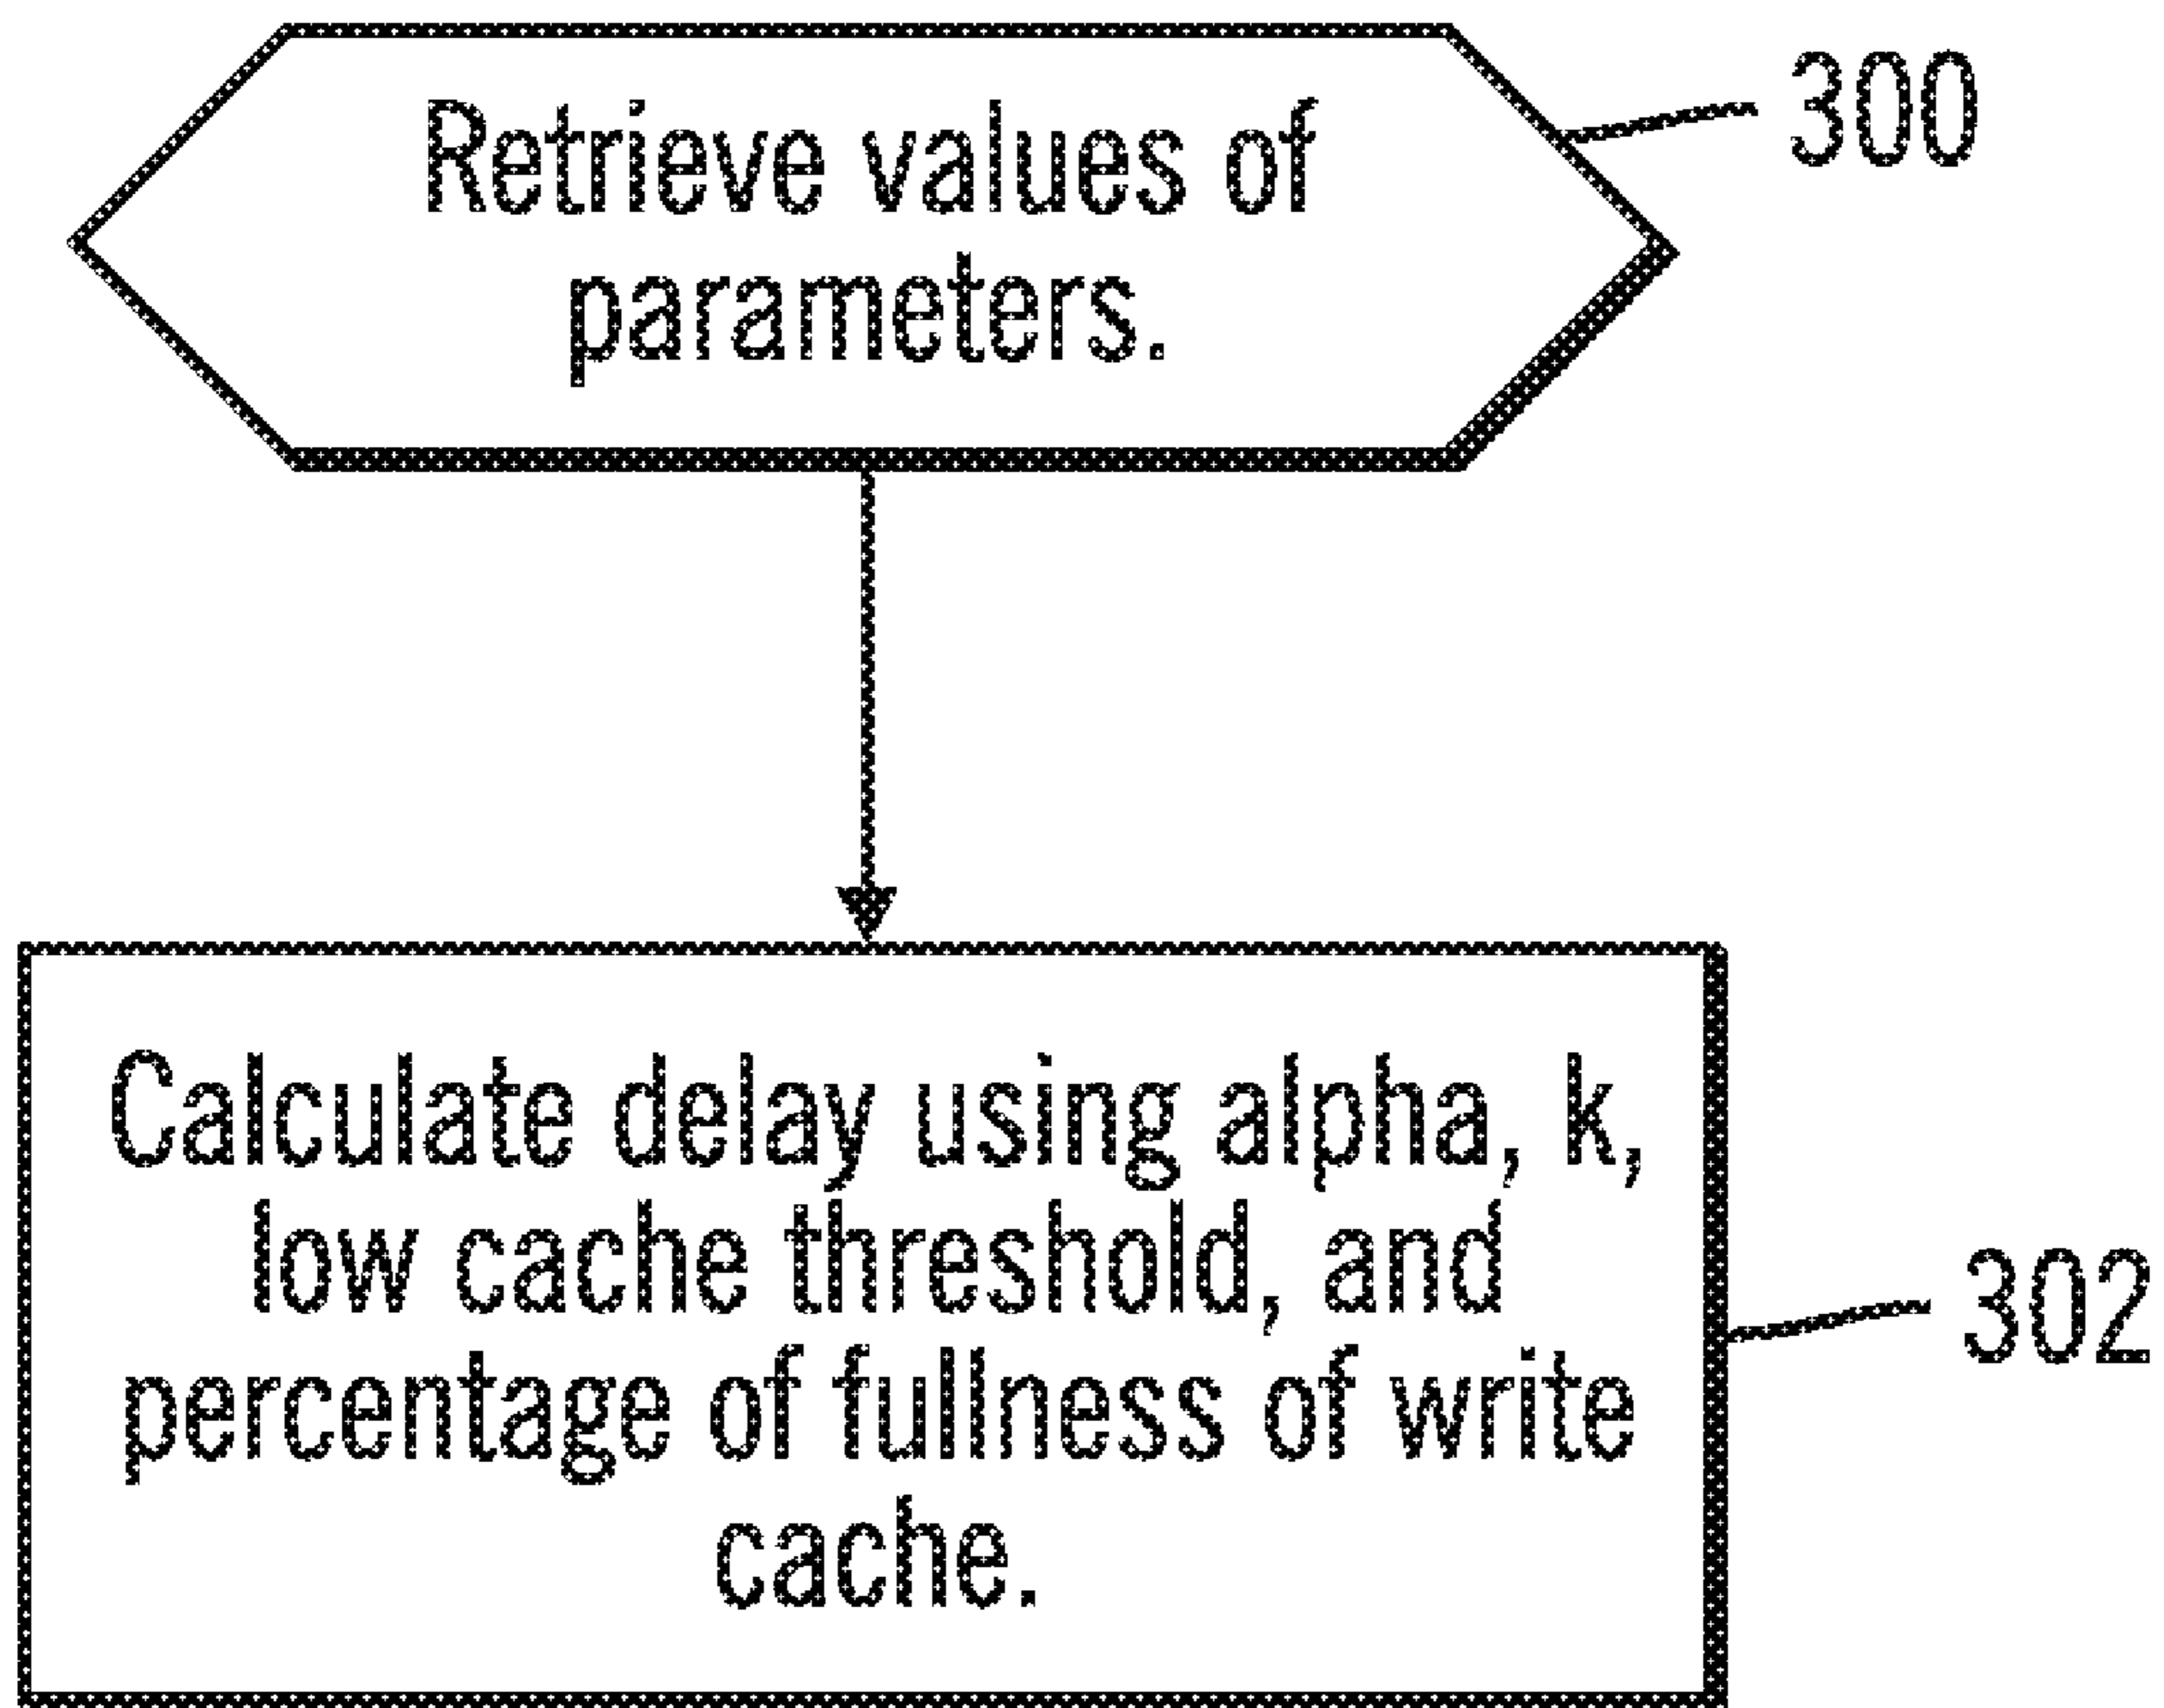 Retrieve values of
parameters.
300
Calculate delay using alpha, k,
low cache threshold, and
percentage of fullness of write
cache.
302